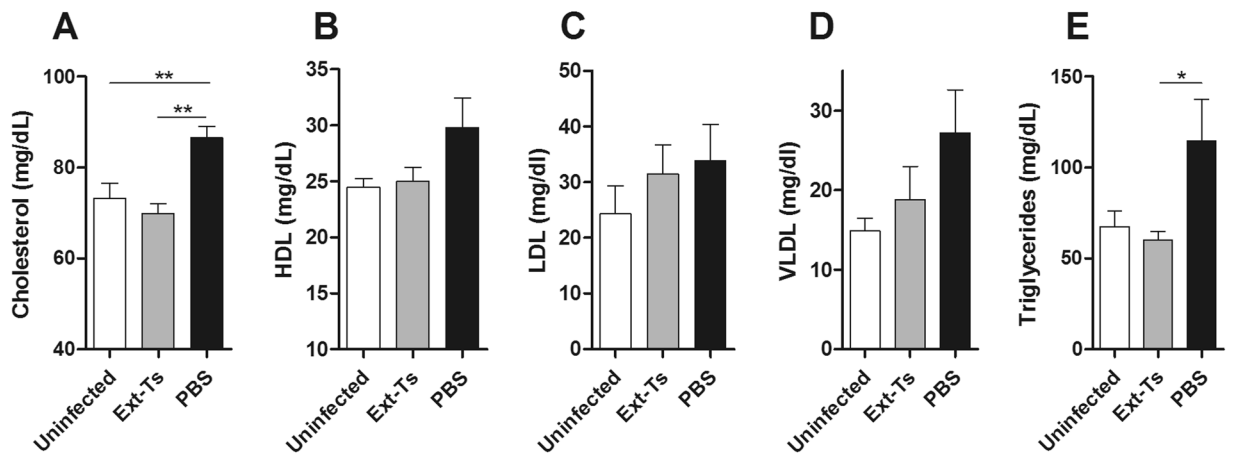 A
Cholesterol (mg/dL)
100
80
60
40
**
**
Uninfected
Ext-Ts
PBS
B
HDL (mg/dL)
35
30
25
20
15
10
Uninfected
Ext-Ts
PBS
C
LDL (mg/dl)
50
40
30
20
10
0
Uninfected
Ext-Ts
PBS
D
VLDL (mg/dl)
30
20
10
0
Uninfected
Ext-Ts
PBS
E
Triglycerides (mg/dL)
150
100
50
0
*
Uninfected
Ext-Ts
PBS